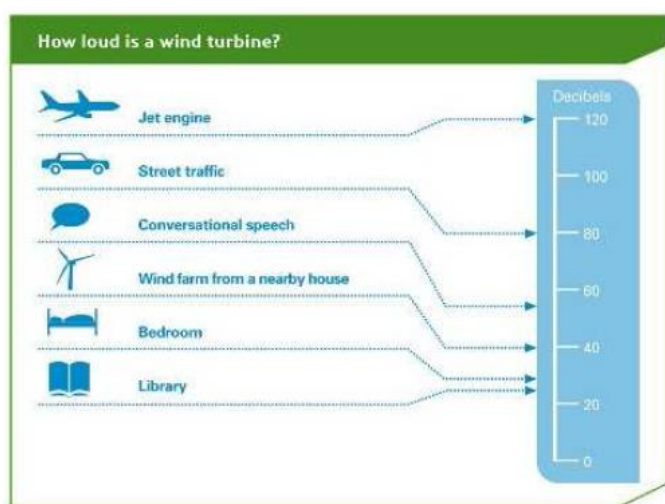 How loud is a wind turbine?
Decibels
Jet engine
120
Street traffic
100
Conversational speech
80
Wind farm from a nearby house
60
Bedroom
40
Library
20
0